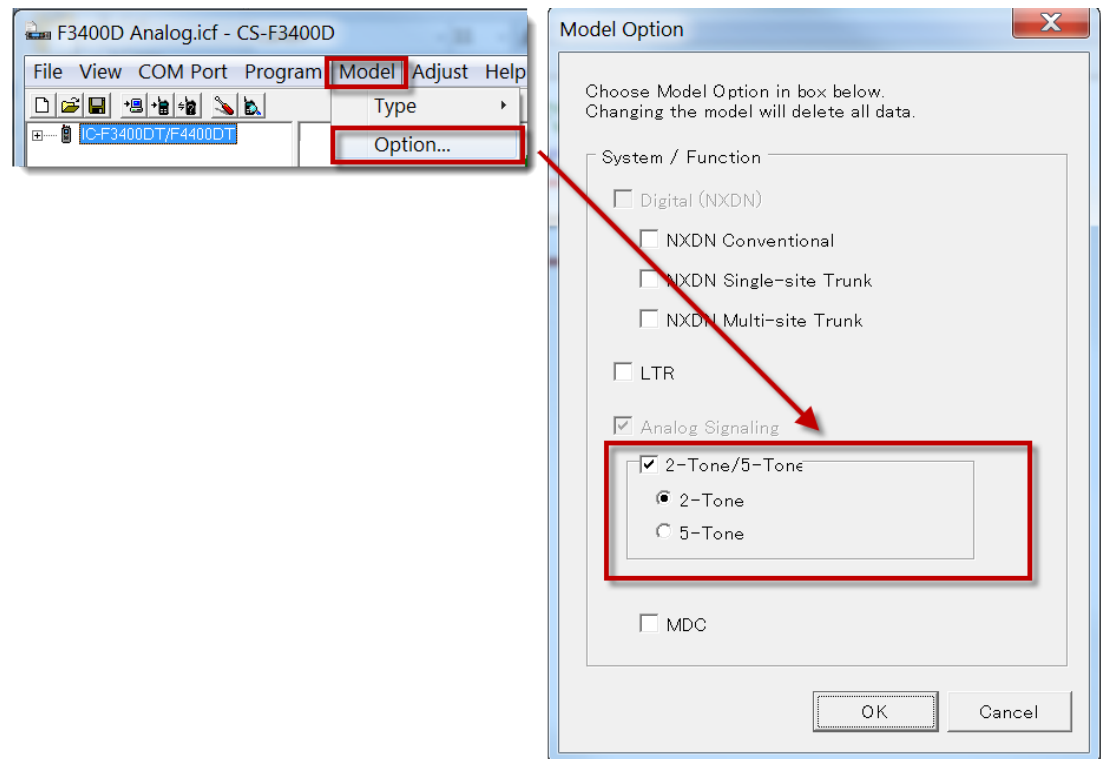 F3400D Analog.icf - CS-F3400D
File View COM Port Program Model Adjust Help
Type
Option...
IC-F3400DT/F4400DT
Model Option
Choose Model Option in box below.
Changing the model will delete all data.
System / Function
Digital (NXDN)
NXDN Conventional
NXDN Single-site Trunk
NXDN Multi-site Trunk
LTR
Analog Signaling
2-Tone/5-Tone
2-Tone
5-Tone
MDC
OK Cancel